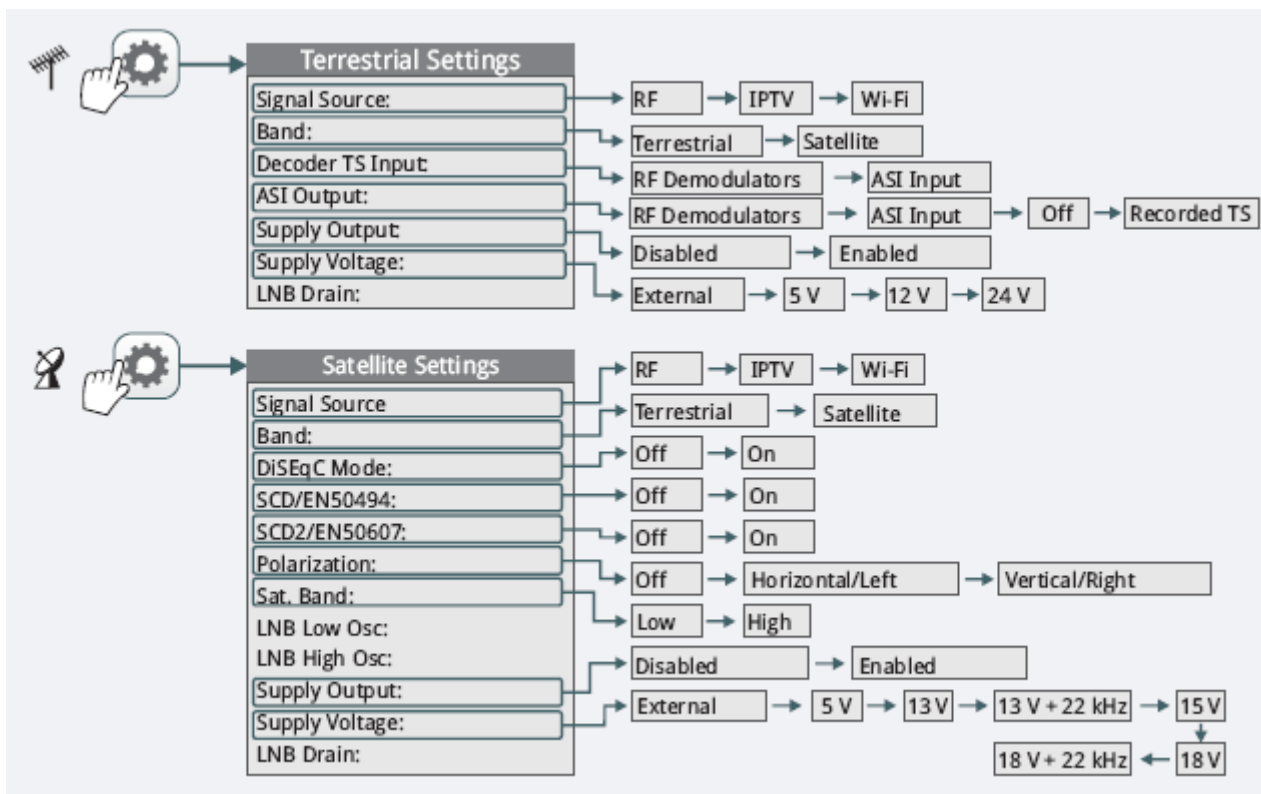 Terrestrial Settings
Signal Source: RF IPTV Wi-Fi
Band: Terrestrial Satellite
Decoder TS Input: RF Demodulators ASI Input
ASI Output: RF Demodulators ASI Input Off Recorded TS
Supply Output: Disabled Enabled
Supply Voltage: External 5 V 12 V 24 V
LNB Drain:
Satellite Settings
Signal Source RF IPTV Wi-Fi
Band: Terrestrial Satellite
DiSEqC Mode: Off On
SCD/EN50494: Off On
SCD2/EN50607: Off On
Polarization: Off Horizontal/Left Vertical/Right
Sat. Band: Low High
LNB Low Osc:
LNB High Osc:
Supply Output: Disabled Enabled
Supply Voltage: External 5 V 13 V 13 V + 22 kHz 15 V
18 V 18 V + 22 kHz
LNB Drain: